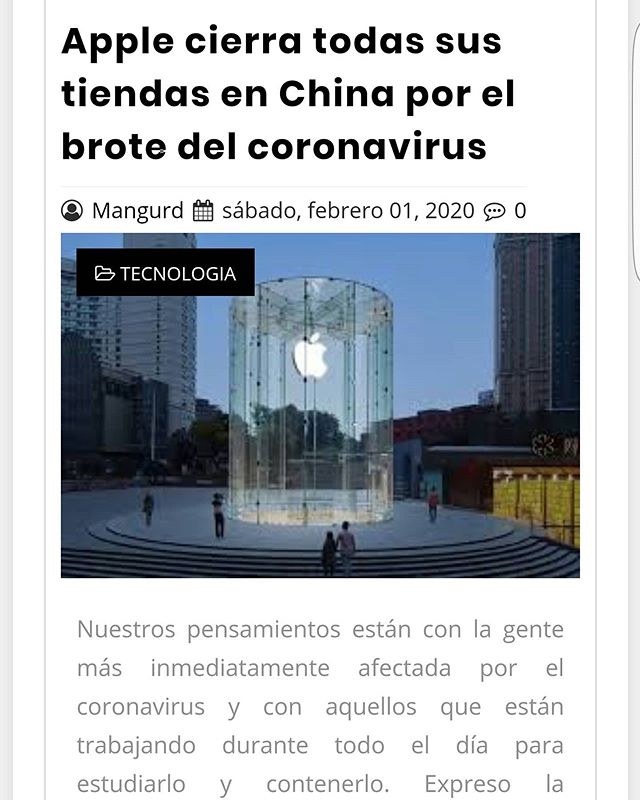 Apple cierra todas sus
tiendas en China por el
brote del coronavirus
Mangurd sábado, febrero 01, 2020 0
TECNOLOGIA
Nuestros pensamientos están con la gente
más inmediatamente afectada por el
coronavirus y con aquellos que están
trabajando durante todo el día para
estudiarlo y contenerlo. Expreso la